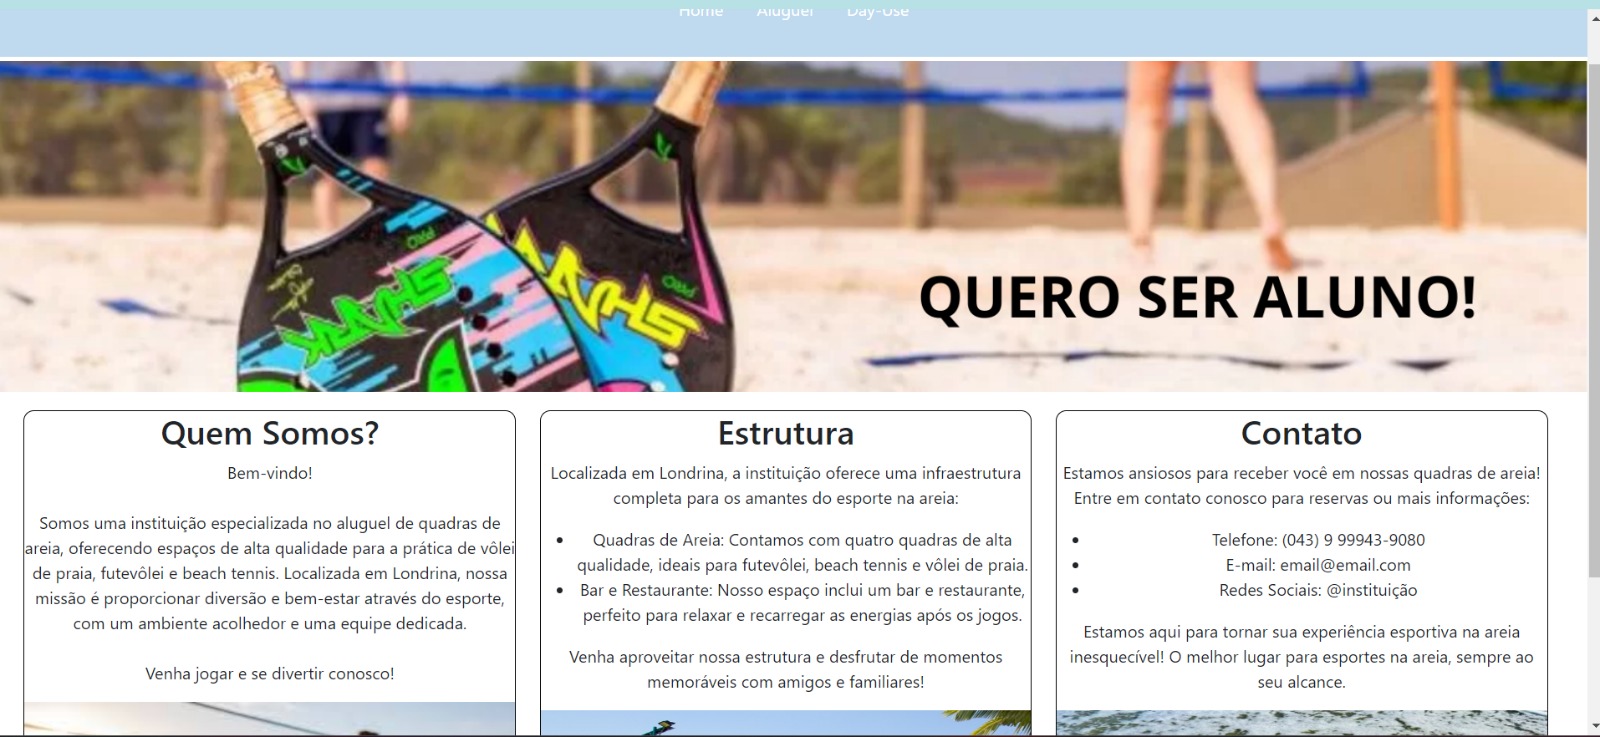 Home Aluguel Day-Use
PRO
SHARK
PRO
QUERO SER ALUNO!
Quem Somos?
Bem-vindo!
Somos uma instituição especializada no aluguel de quadras de
areia, oferecendo espaços de alta qualidade para a prática de vôlei
de praia, futevôlei e beach tennis. Localizada em Londrina, nossa
missão é proporcionar diversão e bem-estar através do esporte,
com um ambiente acolhedor e uma equipe dedicada.
Venha jogar e se divertir conosco!
Estrutura
Localizada em Londrina, a instituição oferece uma infraestrutura
completa para os amantes do esporte na areia:
• Quadras de Areia: Contamos com quatro quadras de alta
qualidade, ideais para futevôlei, beach tennis e vôlei de praia.
• Bar e Restaurante: Nosso espaço inclui um bar e restaurante,
perfeito para relaxar e recarregar as energias após os jogos.
Venha aproveitar nossa estrutura e desfrutar de momentos
memoráveis com amigos e familiares!
Contato
Estamos ansiosos para receber você em nossas quadras de areia!
Entre em contato conosco para reservas ou mais informações:
• Telefone: (043) 9 99943-9080
• E-mail: email@email.com
• Redes Sociais: @instituição
Estamos aqui para tornar sua experiência esportiva na areia
inesquecível! O melhor lugar para esportes na areia, sempre ao
seu alcance.